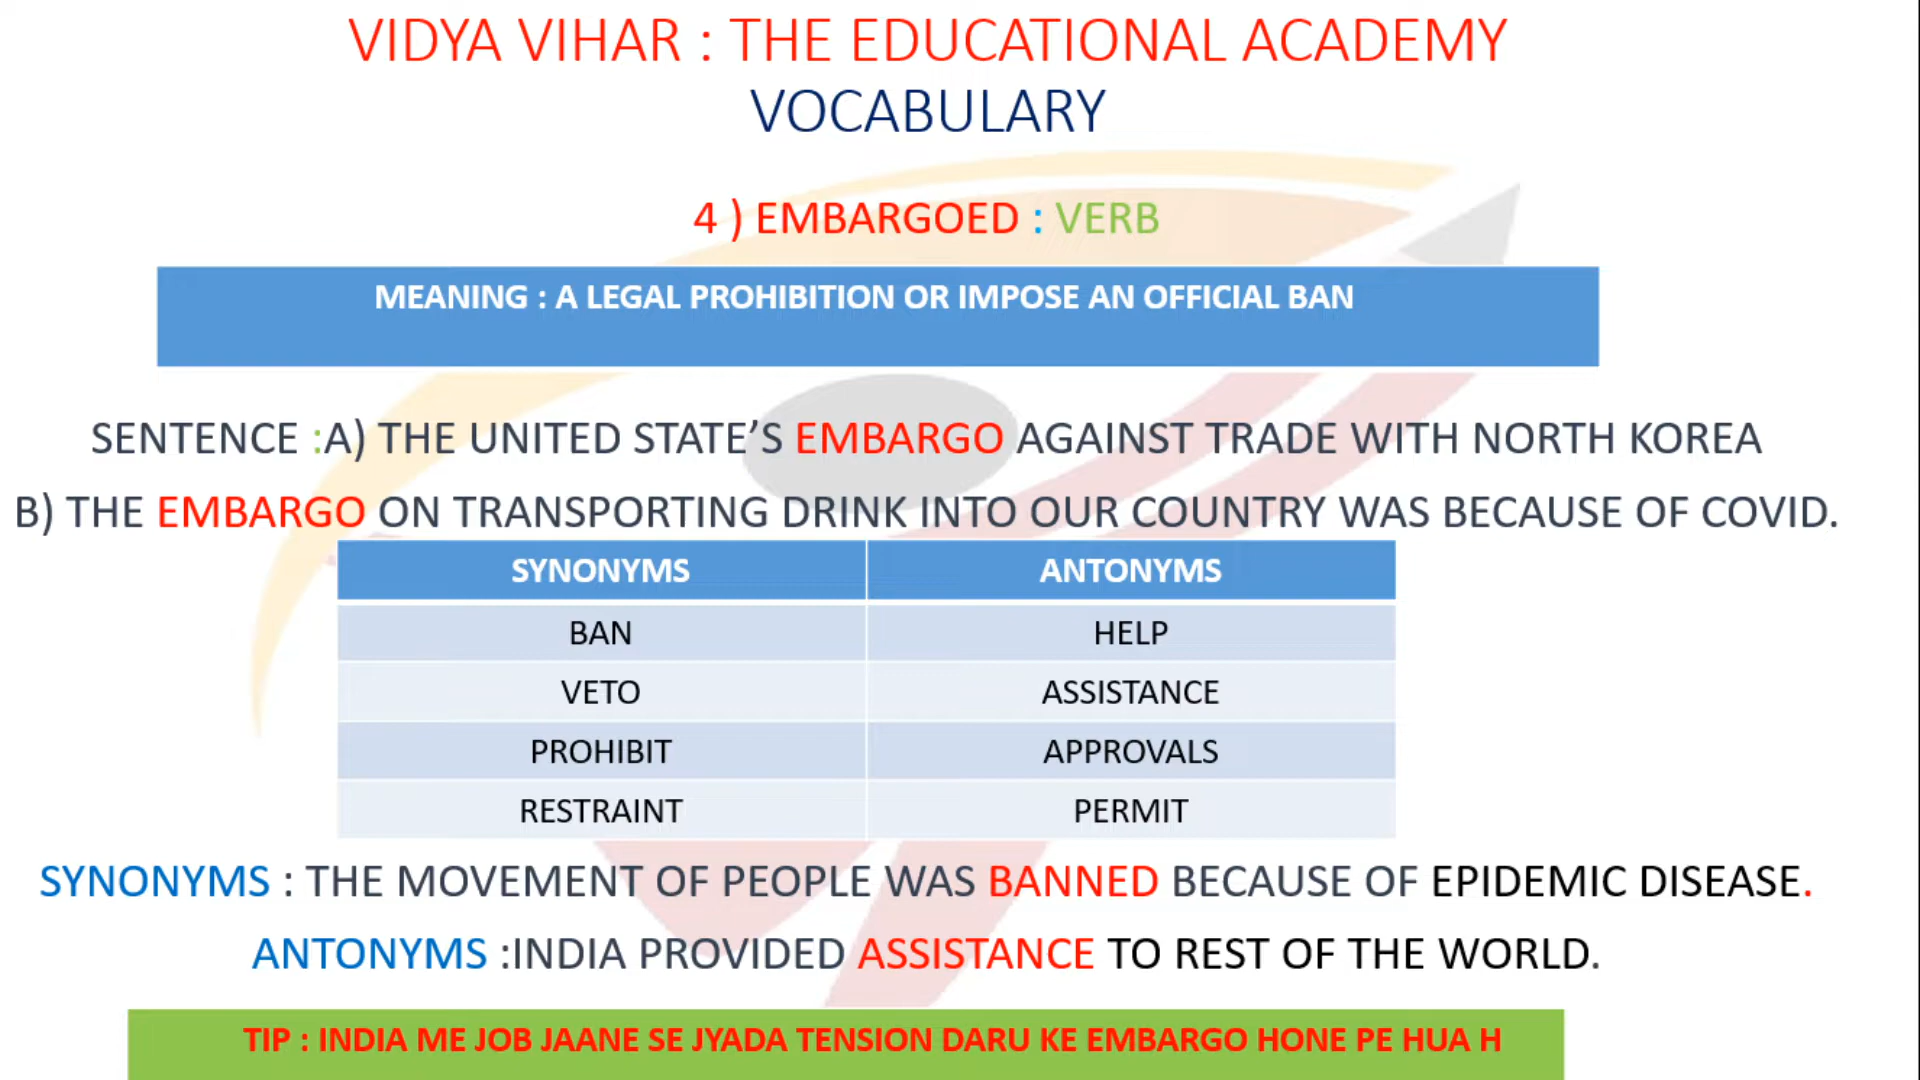 VIDYA VIHAR : THE EDUCATIONAL ACADEMY
VOCABULARY
4 ) EMBARGOED : VERB
MEANING : A LEGAL PROHIBITION OR IMPOSE AN OFFICIAL BAN
SENTENCE :A) THE UNITED STATE’S EMBARGO AGAINST TRADE WITH NORTH KOREA
B) THE EMBARGO ON TRANSPORTING DRINK INTO OUR COUNTRY WAS BECAUSE OF COVID.
SYNONYMS ANTONYMS
BAN HELP
VETO ASSISTANCE
PROHIBIT APPROVALS
RESTRAINT PERMIT
SYNONYMS : THE MOVEMENT OF PEOPLE WAS BANNED BECAUSE OF EPIDEMIC DISEASE.
ANTONYMS :INDIA PROVIDED ASSISTANCE TO REST OF THE WORLD.
TIP : INDIA ME JOB JAANE SE JYADA TENSION DARU KE EMBARGO HONE PE HUA H